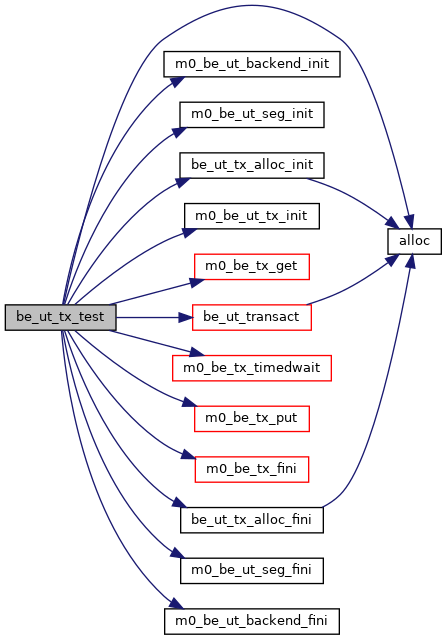 m0_be_ut_backend_init
m0_be_ut_seg_init
be_ut_tx_alloc_init
m0_be_ut_tx_init
alloc
m0_be_tx_get
be_ut_tx_test
be_ut_transact
m0_be_tx_timedwait
m0_be_tx_put
m0_be_tx_fini
be_ut_tx_alloc_fini
m0_be_ut_seg_fini
m0_be_ut_backend_fini